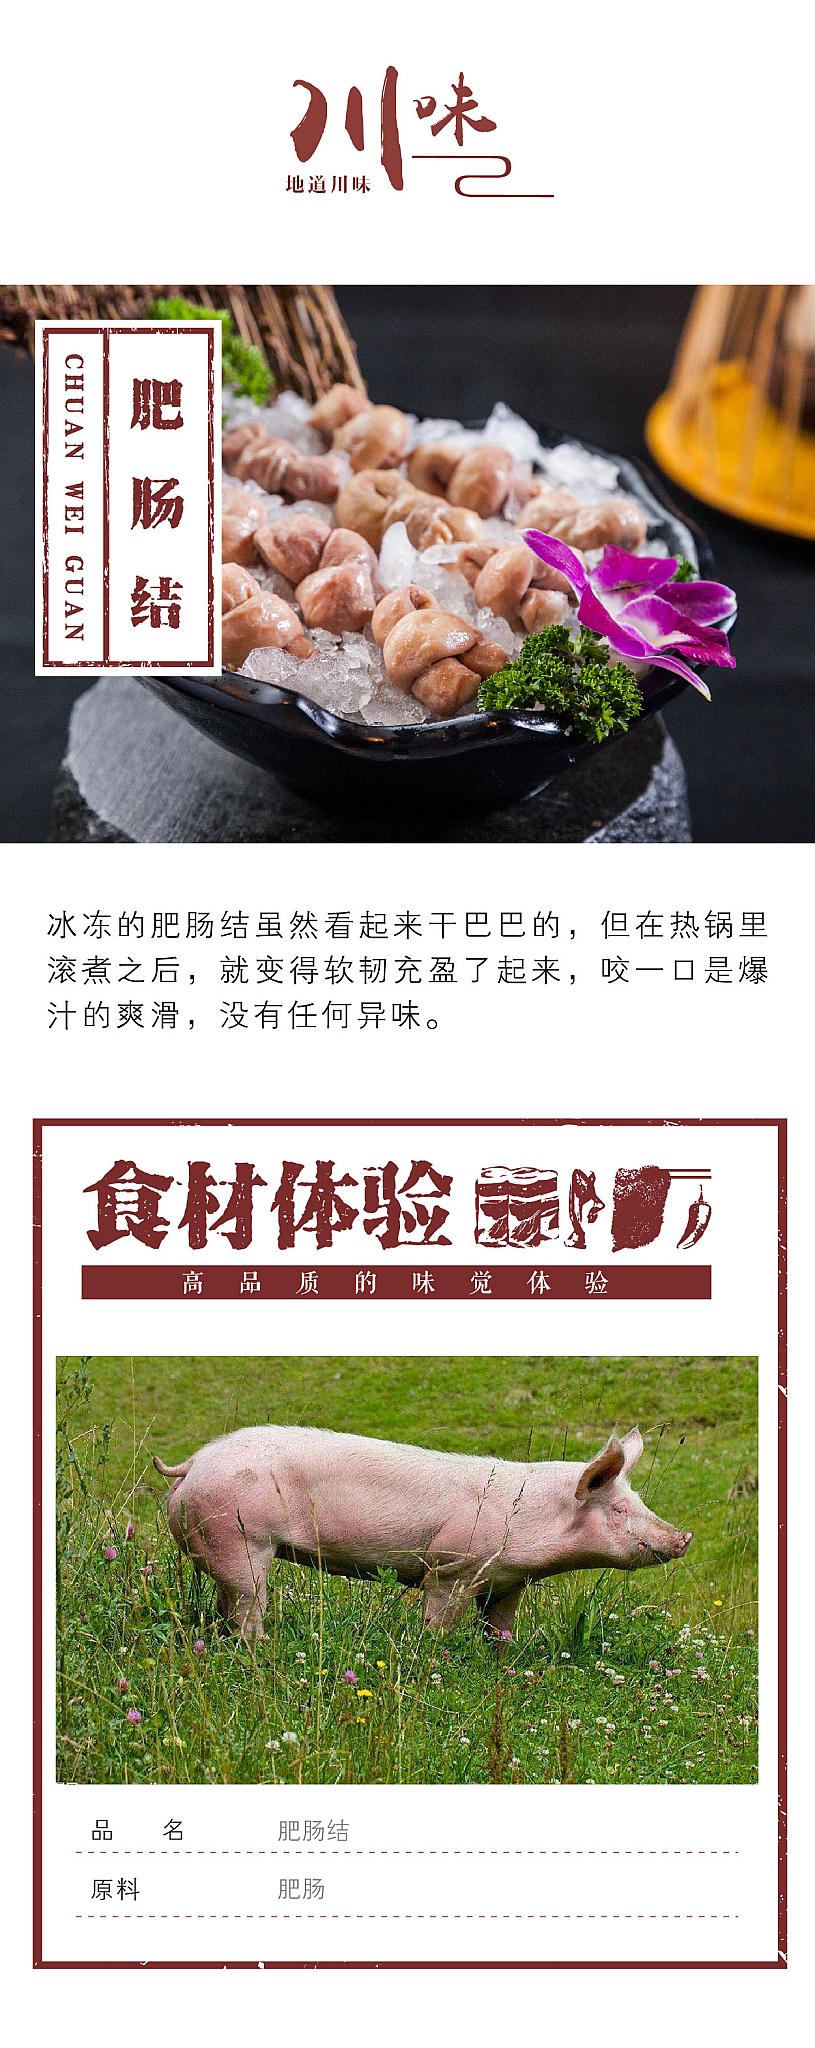 川味
地道川味
肥肠结
CHUAN WEI GUAN
冰冻的肥肠结虽然看起来干巴巴的，但在热锅里
滚煮之后，就变得软韧充盈了起来，咬一口是爆
汁的爽滑，没有任何异味。
食材体验
高品质的味觉体验
品 名 肥肠结
原料 肥肠